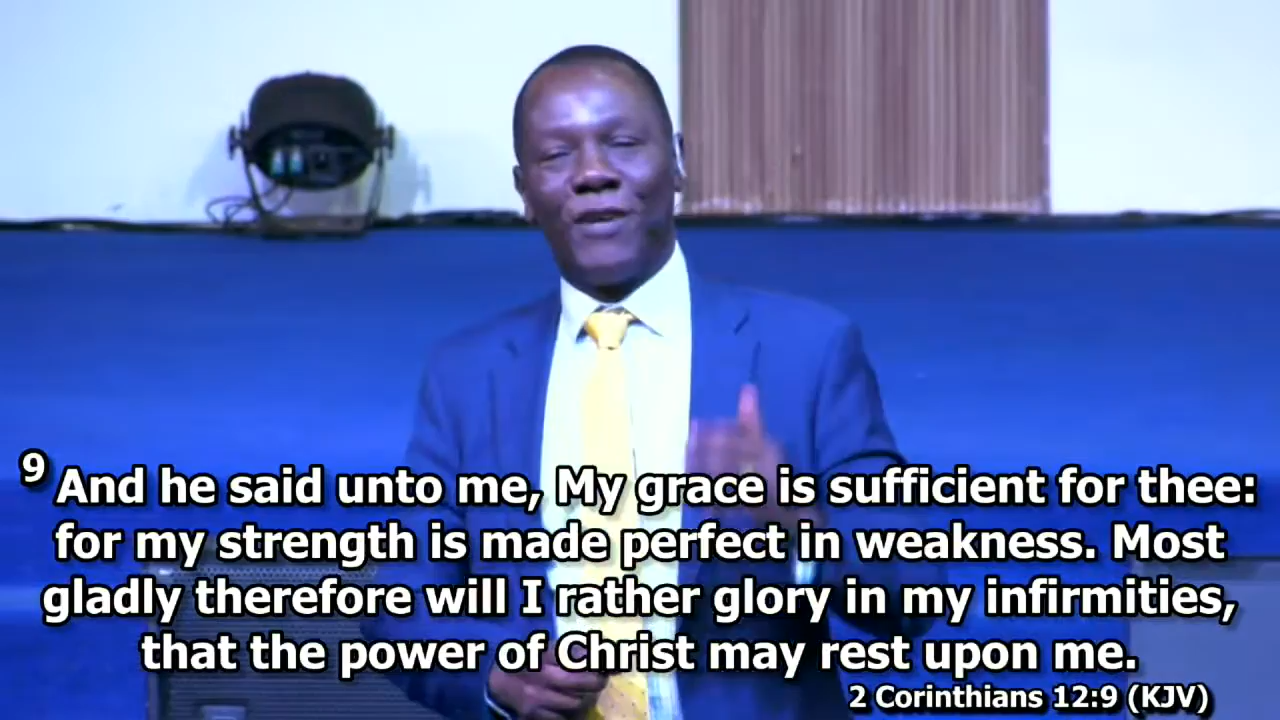 9 And he said unto me, My grace is sufficient for thee:
for my strength is made perfect in weakness. Most
gladly therefore will I rather glory in my infirmities,
that the power of Christ may rest upon me.
2 Corinthians 12:9 (KJV)